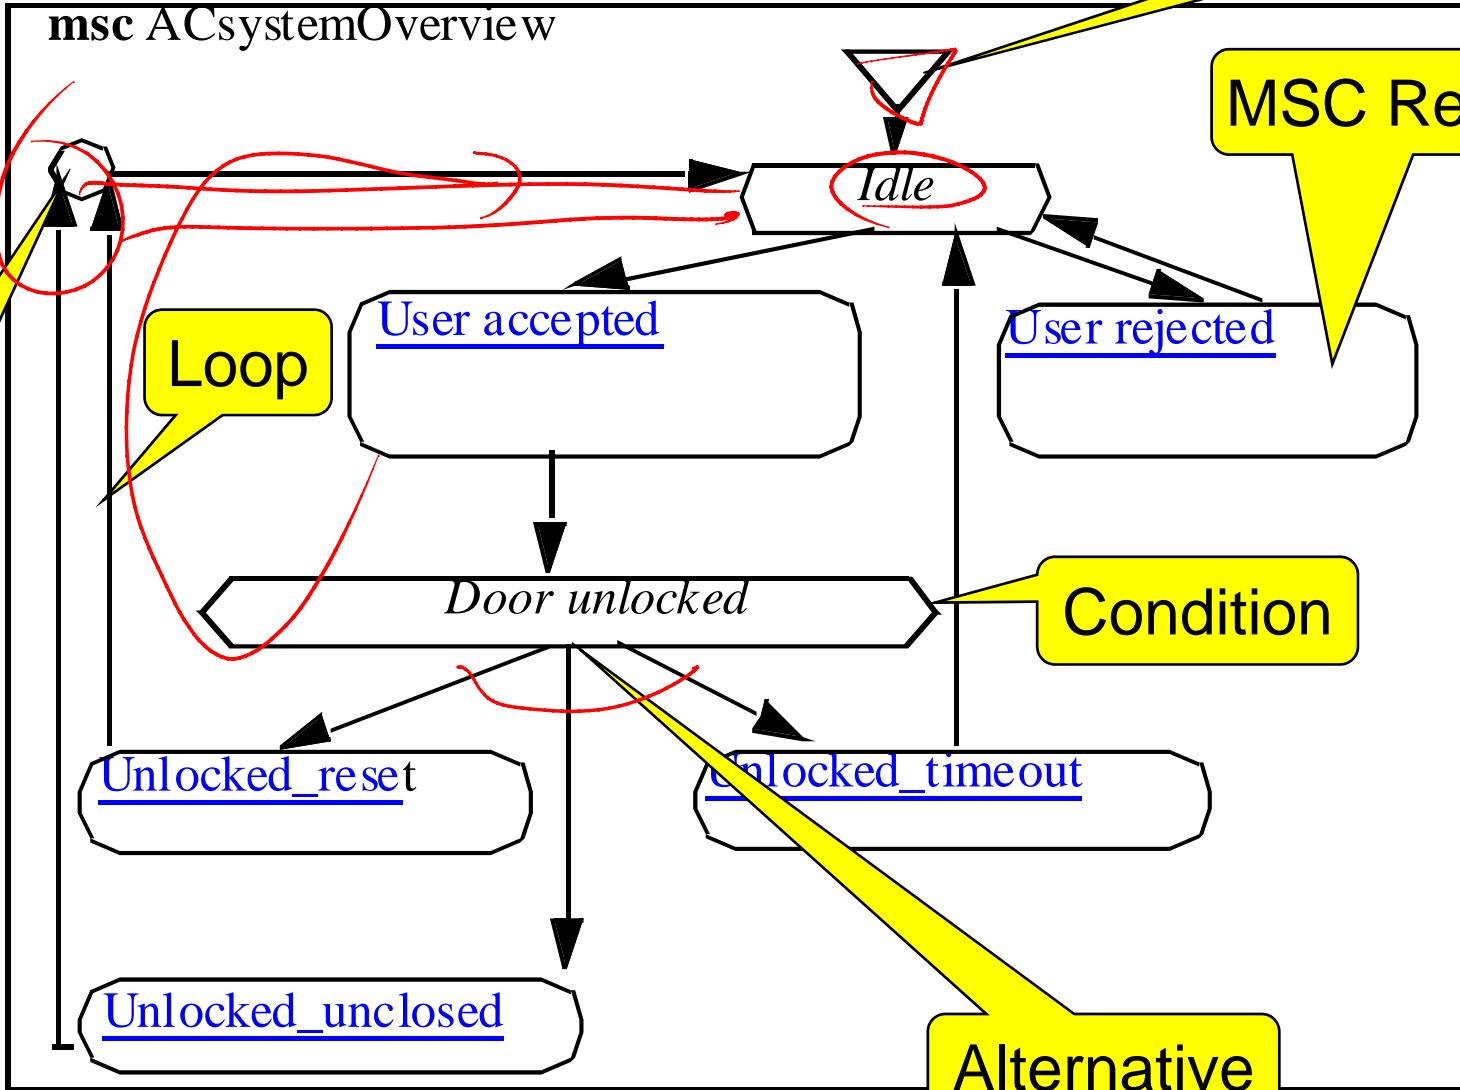 msc ACsystemOverview
MSC Re
Idle
User accepted
User rejected
Loop
Door unlocked
Condition
Unlocked_reset
Unlocked_timeout
Unlocked_unclosed
Alternative